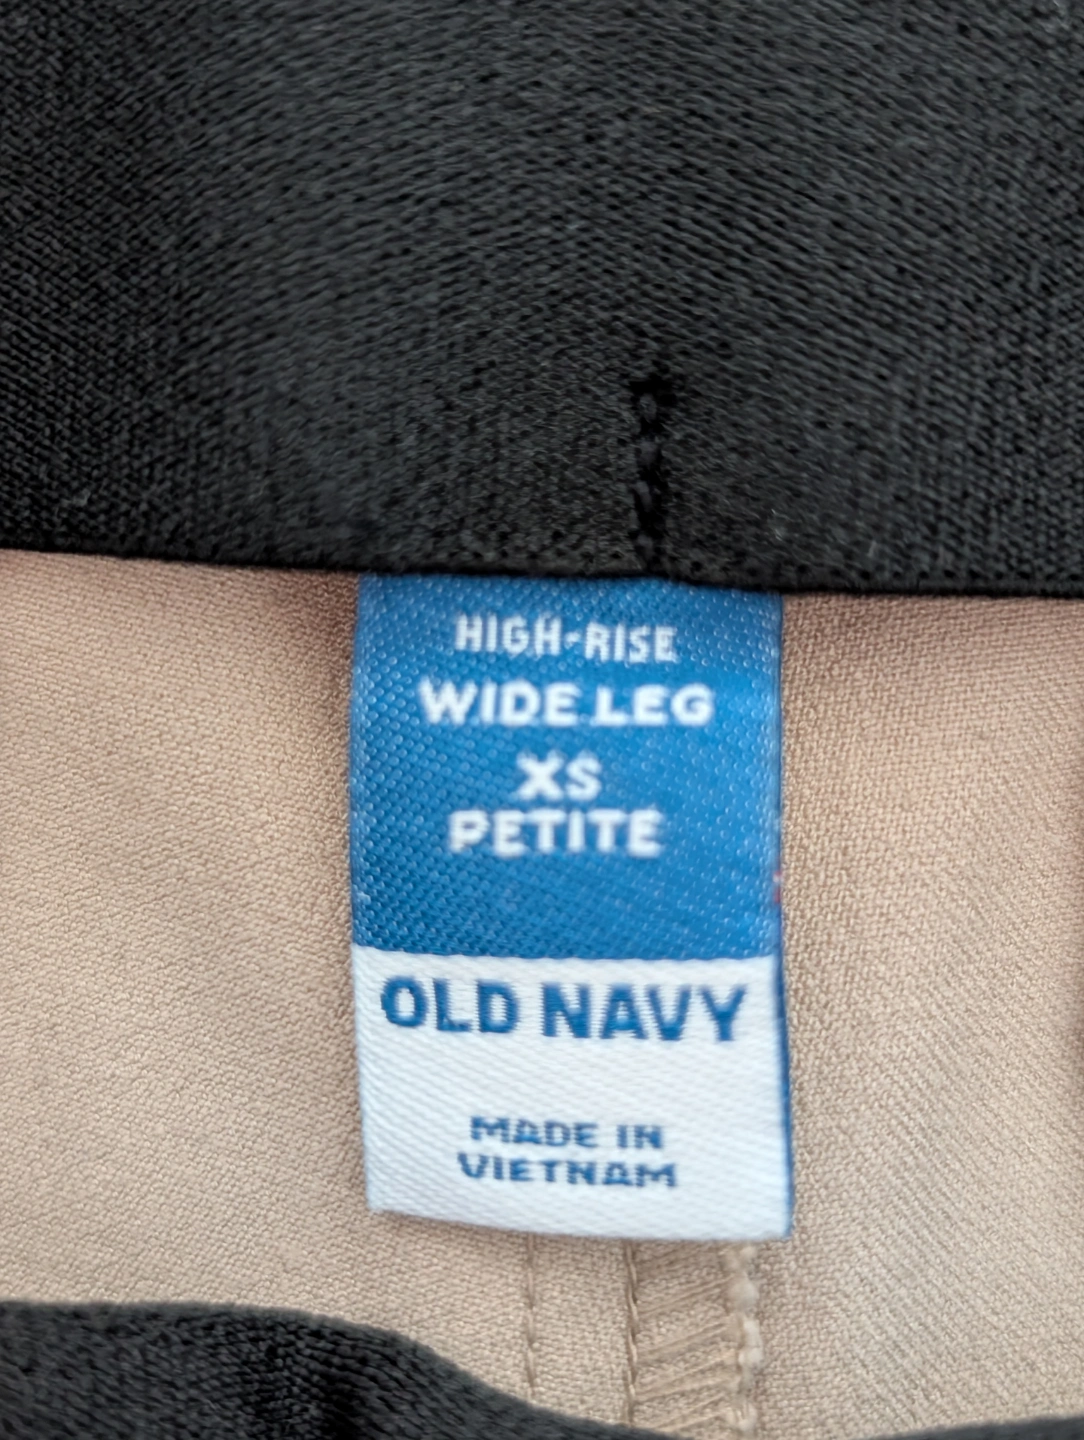 HIGH-RISE
WIDE LEG
XS
PETITE
OLD NAVY
MADE IN
VIETNAM